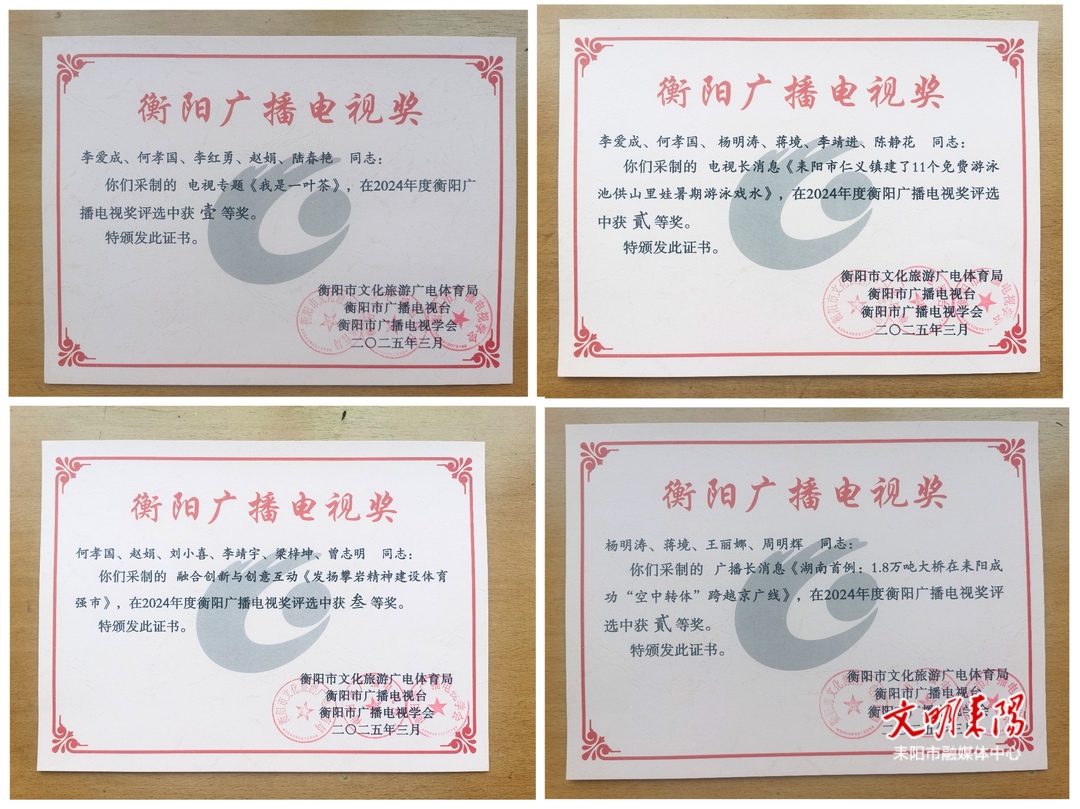 衡阳广播电视奖
李爱成、何孝国、李红勇、赵娟、陆春艳 同志：
你们采制的 电视专题《我是一叶茶》，在2024年度衡阳广
播电视奖评选中获 壹 等奖。
特颁发此证书。
衡阳市文化旅游广电体育局
衡阳市广播电视台
衡阳市广播电视学会
二〇二五年三月
衡阳广播电视奖
李爱成、何孝国、杨明涛、蒋境、李靖进、陈静花 同志：
你们采制的 电视长消息《耒阳市仁义镇建了11个免费游泳
池供山里娃暑期游泳戏水》，在2024年度衡阳广播电视奖评选
中获 贰 等奖。
特颁发此证书。
衡阳市文化旅游广电体育局
衡阳市广播电视台
衡阳市广播电视学会
二〇二五年三月
衡阳广播电视奖
何孝国、赵娟、刘小喜、李靖宇、梁梓坤、曾志明 同志：
你们采制的 融合创新与创意互动《发扬攀岩精神建设体育
强市》，在2024年度衡阳广播电视奖评选中获 叁 等奖。
特颁发此证书。
衡阳市文化旅游广电体育局
衡阳市广播电视台
衡阳市广播电视学会
二〇二五年三月
衡阳广播电视奖
杨明涛、蒋境、王丽娜、周明辉 同志：
你们采制的 广播长消息《湖南首例：1.8万吨大桥在耒阳成
功“空中转体”跨越京广线》，在2024年度衡阳广播电视奖评
选中获 贰 等奖。
特颁发此证书。
衡阳市文化旅游广电体育局
衡阳市广播电视台
文明耒阳
耒阳市融媒体中心